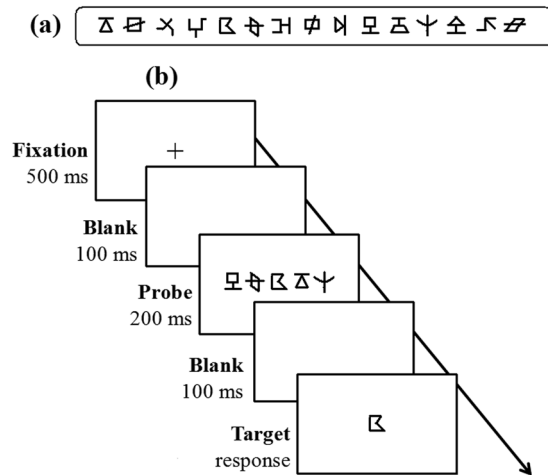 (a)
(b)
Fixation
500 ms
Blank
100 ms
Probe
200 ms
Blank
100 ms
Target
response